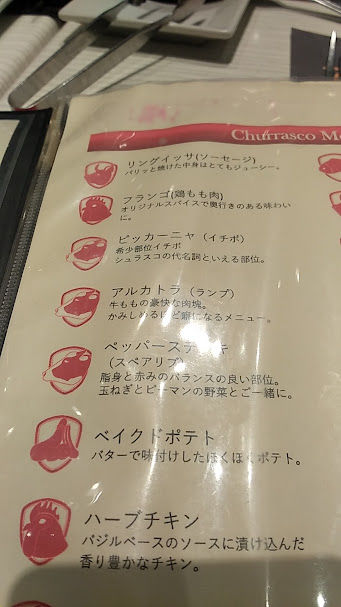 Churrasco
リングイッサ(ソーセージ)
パリッと焼けた中身はとてもジューシー。
フランゴ(鶏もも肉)
オリジナルスパイスで奥行きのある味わい
に。
ピッカーニャ（イチボ）
希少部位イチボ
シュラスコの代名詞といえる部位。
アルカトラ（ランプ）
牛ももの豪快な肉塊。
かみしめるほど癖になるメニュー。
ペッパーステーキ
（スペアリブ）
脂身と赤みのバランスの良い部位。
玉ねぎとピーマンの野菜とご一緒に。
ベイクドポテト
バターで味付けしたほくほくポテト。
ハーブチキン
バジルベースのソースに漬け込んだ
香り豊かなチキン。